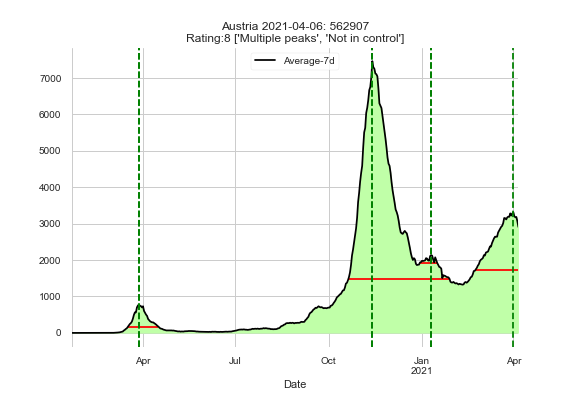 Austria 2021-04-06: 562907
Rating:8 ['Multiple peaks', 'Not in control']
Average-7d
7000
6000
5000
4000
3000
2000
1000
0
Apr
Jul
Oct
Jan
2021
Apr
Date